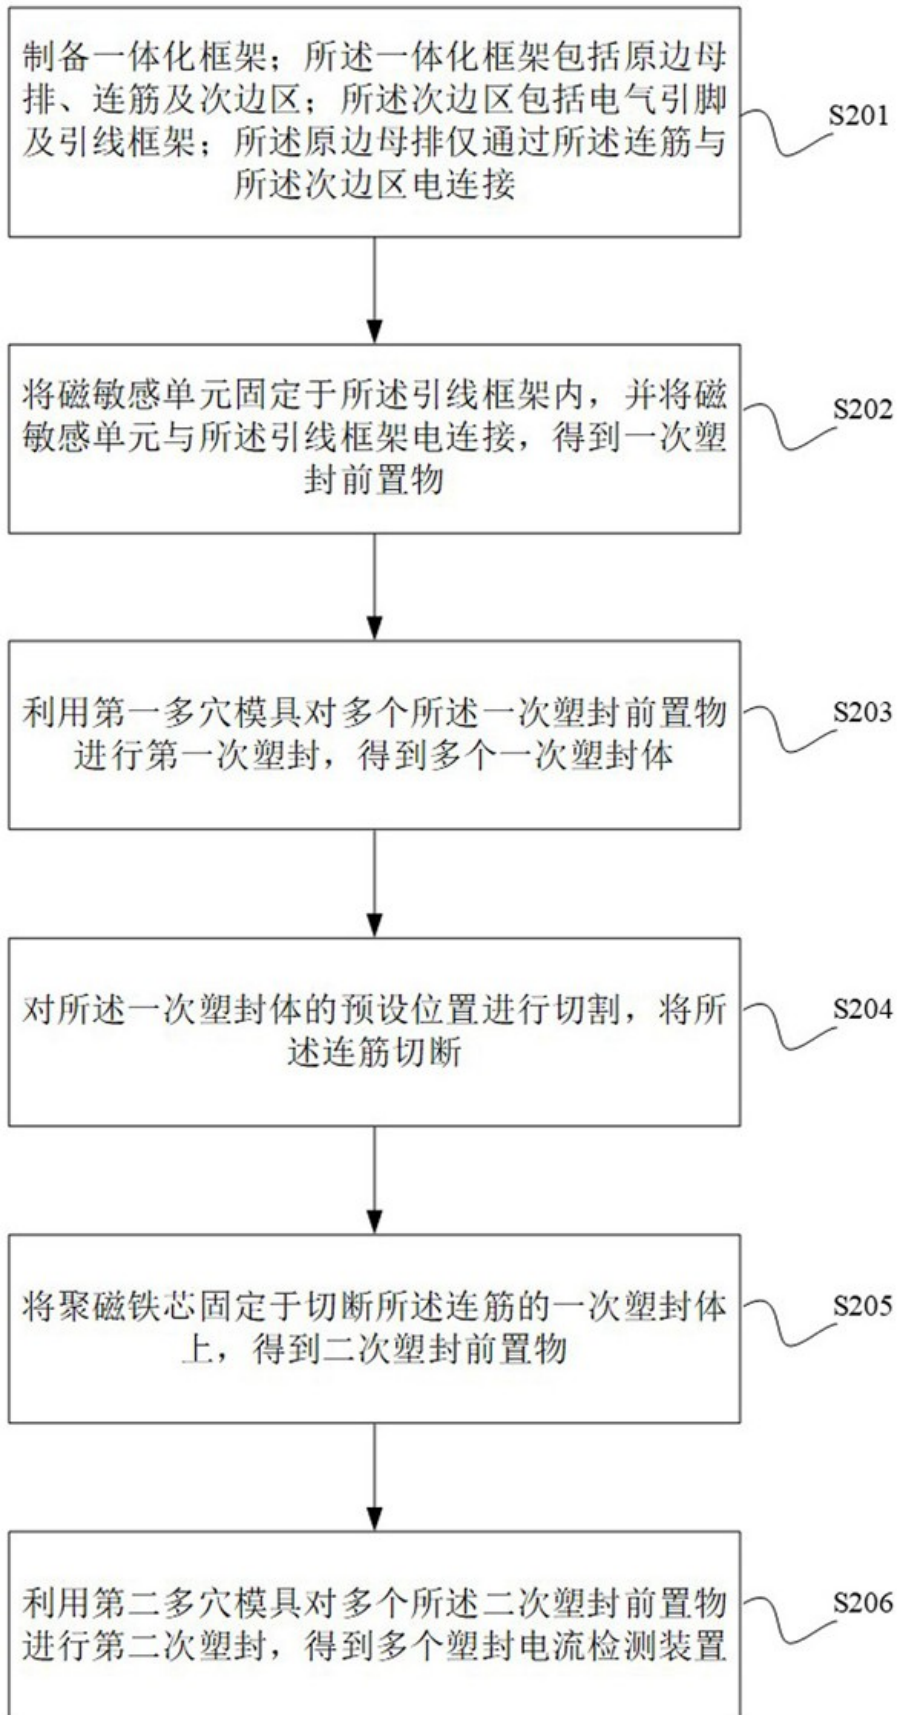 制备一体化框架；所述一体化框架包括原边母
排、连筋及次边区；所述次边区包括电气引脚
及引线框架；所述原边母排仅通过所述连筋与
所述次边区电连接
S201
将磁敏感单元固定于所述引线框架内，并将磁
敏感单元与所述引线框架电连接，得到一次塑
封前置物
S202
利用第一多穴模具对多个所述一次塑封前置物
进行第一次塑封，得到多个一次塑封体
S203
对所述一次塑封体的预设位置进行切割，将所
述连筋切断
S204
将聚磁铁芯固定于切断所述连筋的一次塑封体
上，得到二次塑封前置物
S205
利用第二多穴模具对多个所述二次塑封前置物
进行第二次塑封，得到多个塑封电流检测装置
S206